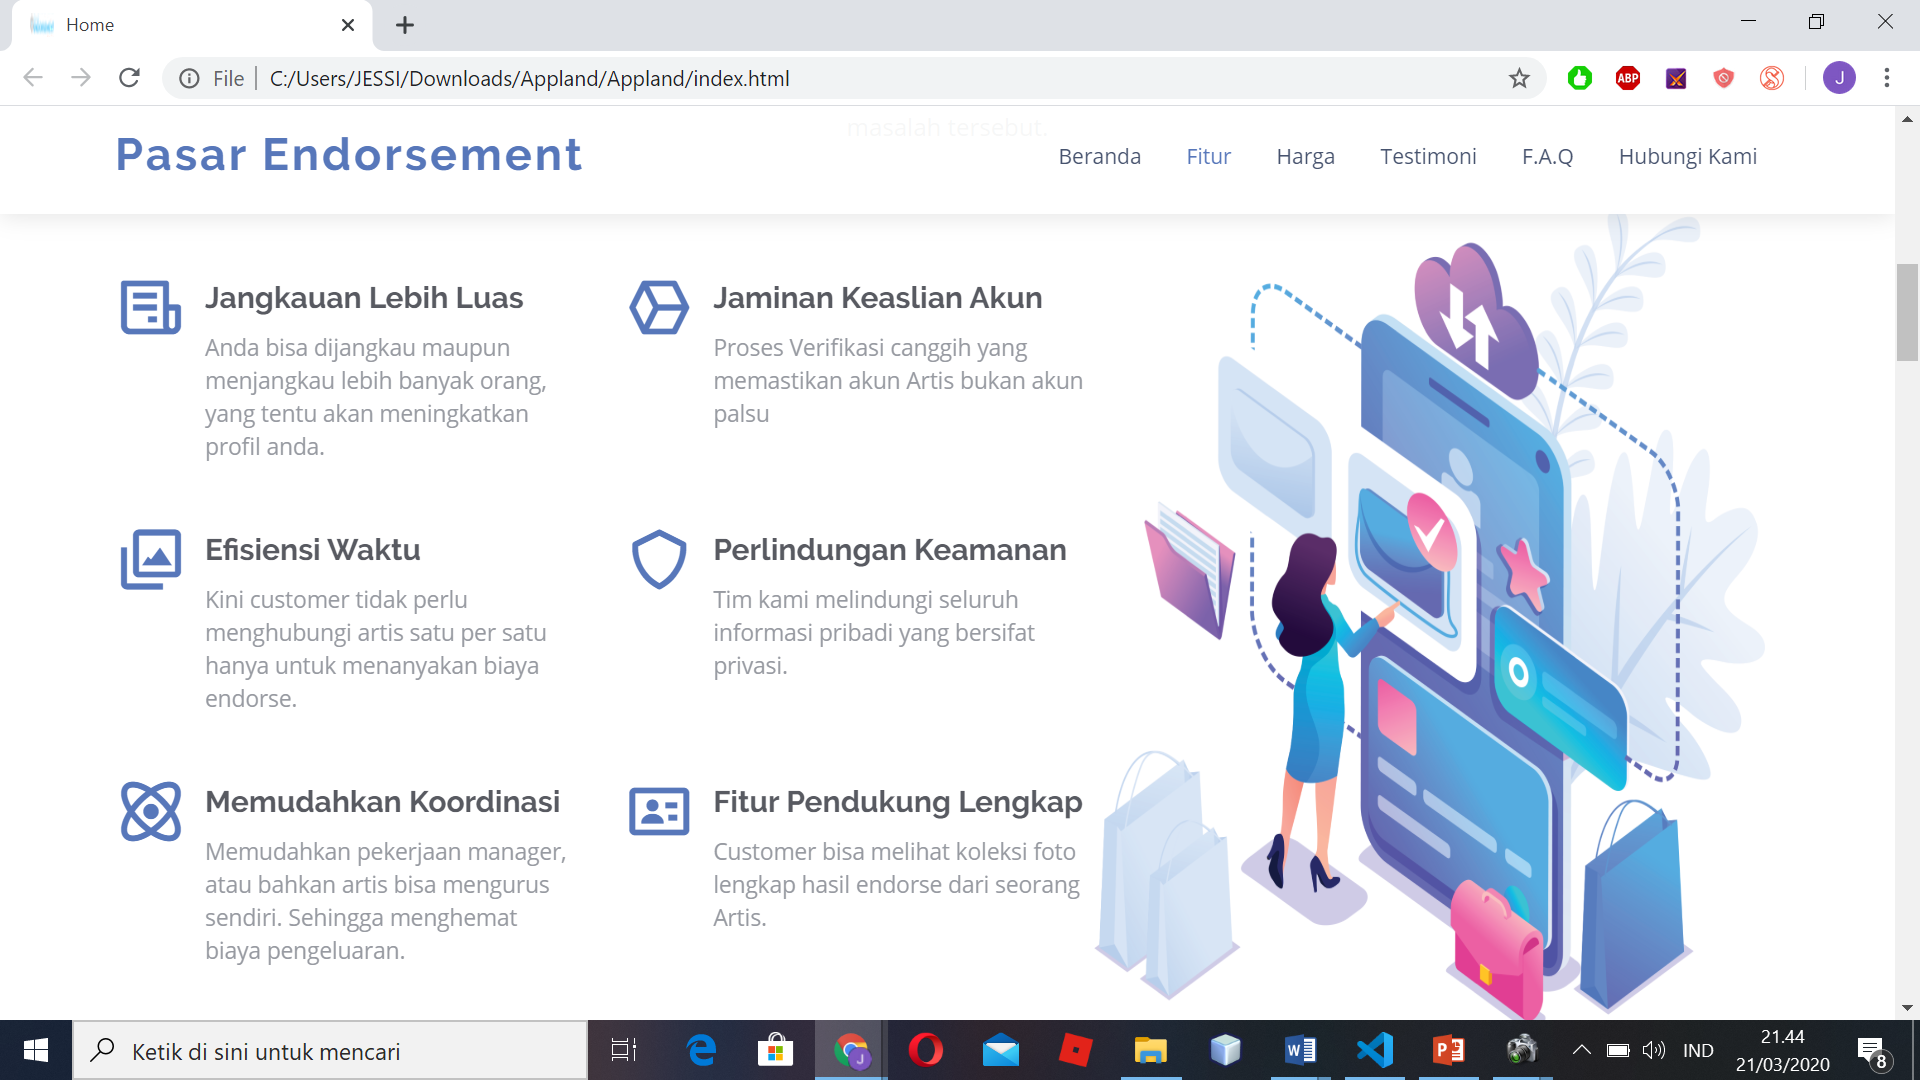 Home
File
C:/Users/JESSI/Downloads/Appland/Appland/index.html
ABP
J
masalah tersebut.
Pasar Endorsement
Beranda
Fitur
Harga
Testimoni
F.A.Q
Hubungi Kami
Jangkauan Lebih Luas
Anda bisa dijangkau maupun
menjangkau lebih banyak orang,
yang tentu akan meningkatkan
profil anda.
Jaminan Keaslian Akun
Proses Verifikasi canggih yang
memastikan akun Artis bukan akun
palsu
Efisiensi Waktu
Kini customer tidak perlu
menghubungi artis satu per satu
hanya untuk menanyakan biaya
endorse.
Perlindungan Keamanan
Tim kami melindungi seluruh
informasi pribadi yang bersifat
privasi.
Memudahkan Koordinasi
Memudahkan pekerjaan manager,
atau bahkan artis bisa mengurus
sendiri. Sehingga menghemat
biaya pengeluaran.
Fitur Pendukung Lengkap
Customer bisa melihat koleksi foto
lengkap hasil endorse dari seorang
Artis.
Ketik di sini untuk mencari
J
IND
21.44
21/03/2020
8